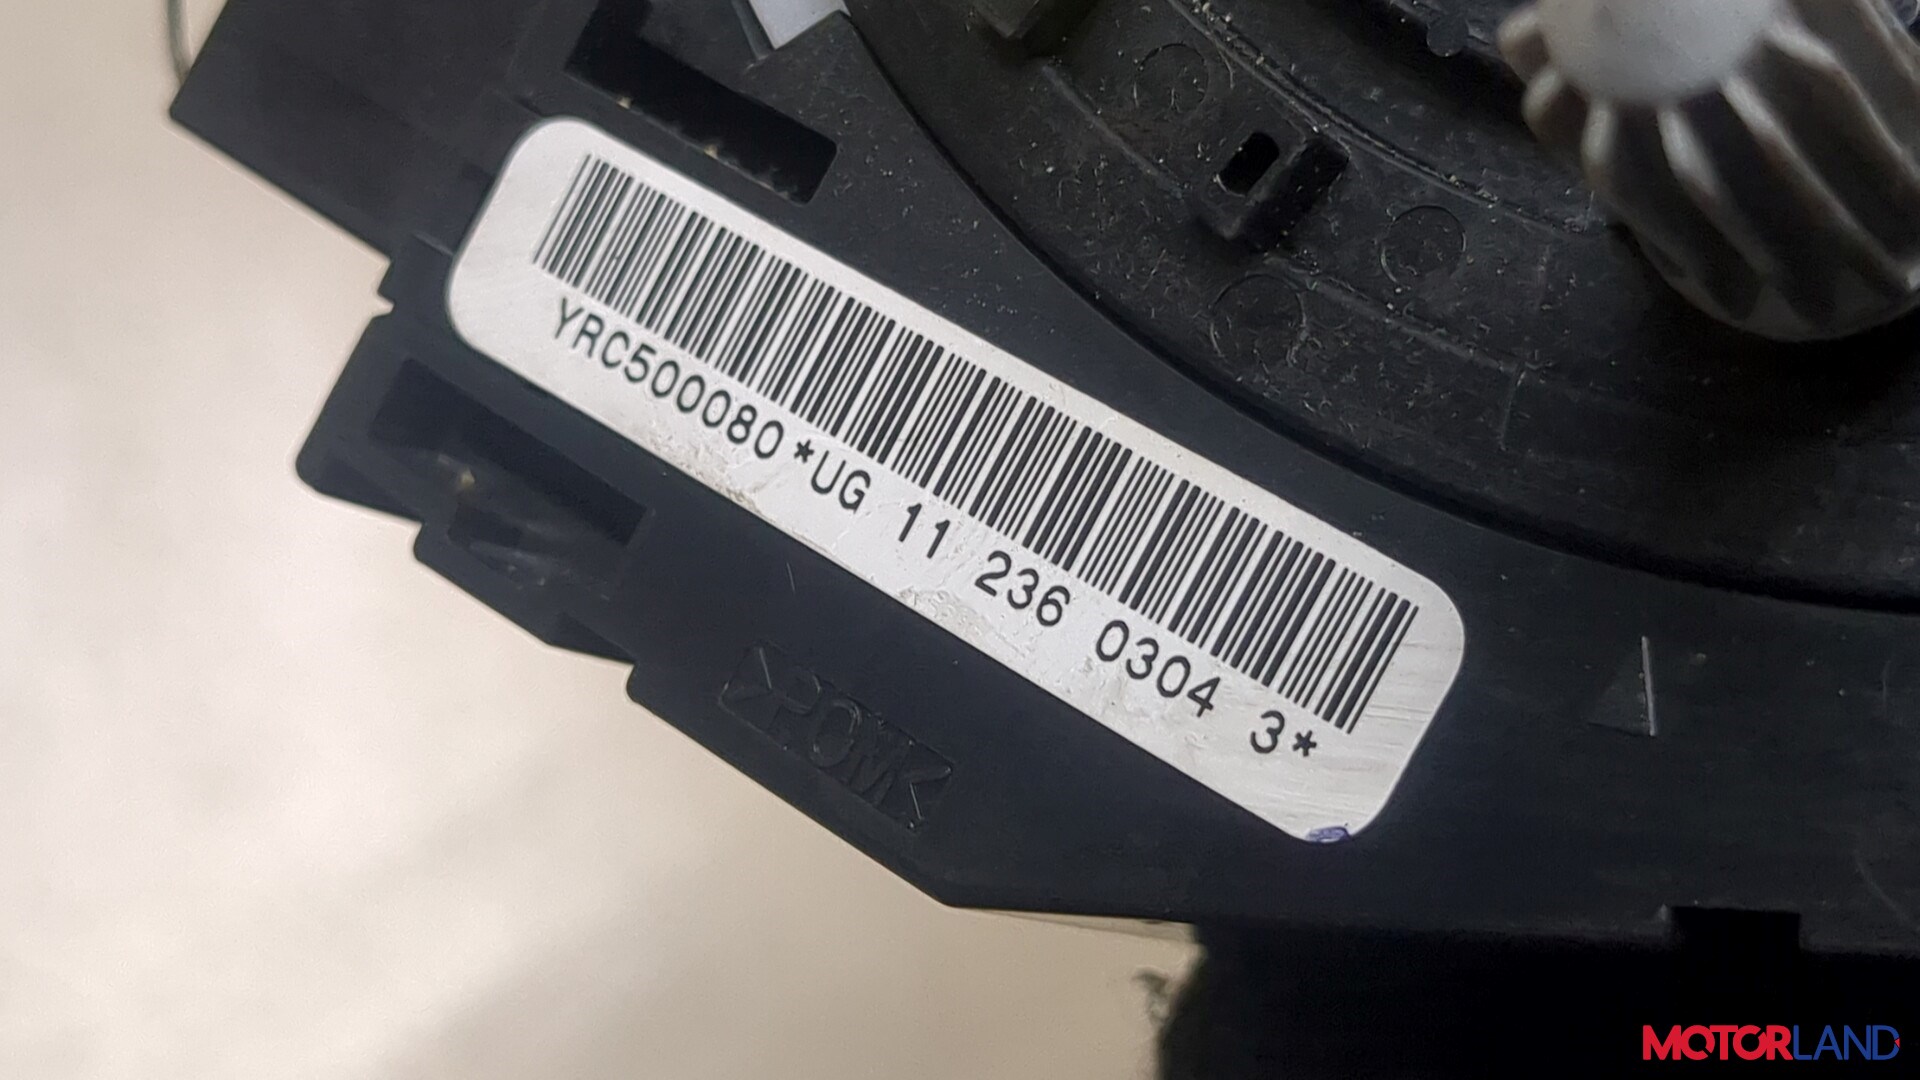 YRC500080*UG 11 236 0304 3*
>POM<
MOTORLAND